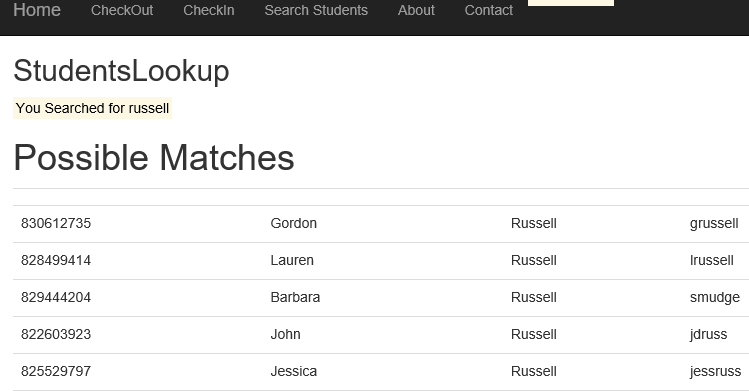 Home CheckOut CheckIn Search Students About Contact
StudentsLookup
You Searched for russell
Possible Matches
830612735 Gordon Russell grussell
828499414 Lauren Russell lrussell
829444204 Barbara Russell smudge
822603923 John Russell jdruss
825529797 Jessica Russell jessruss